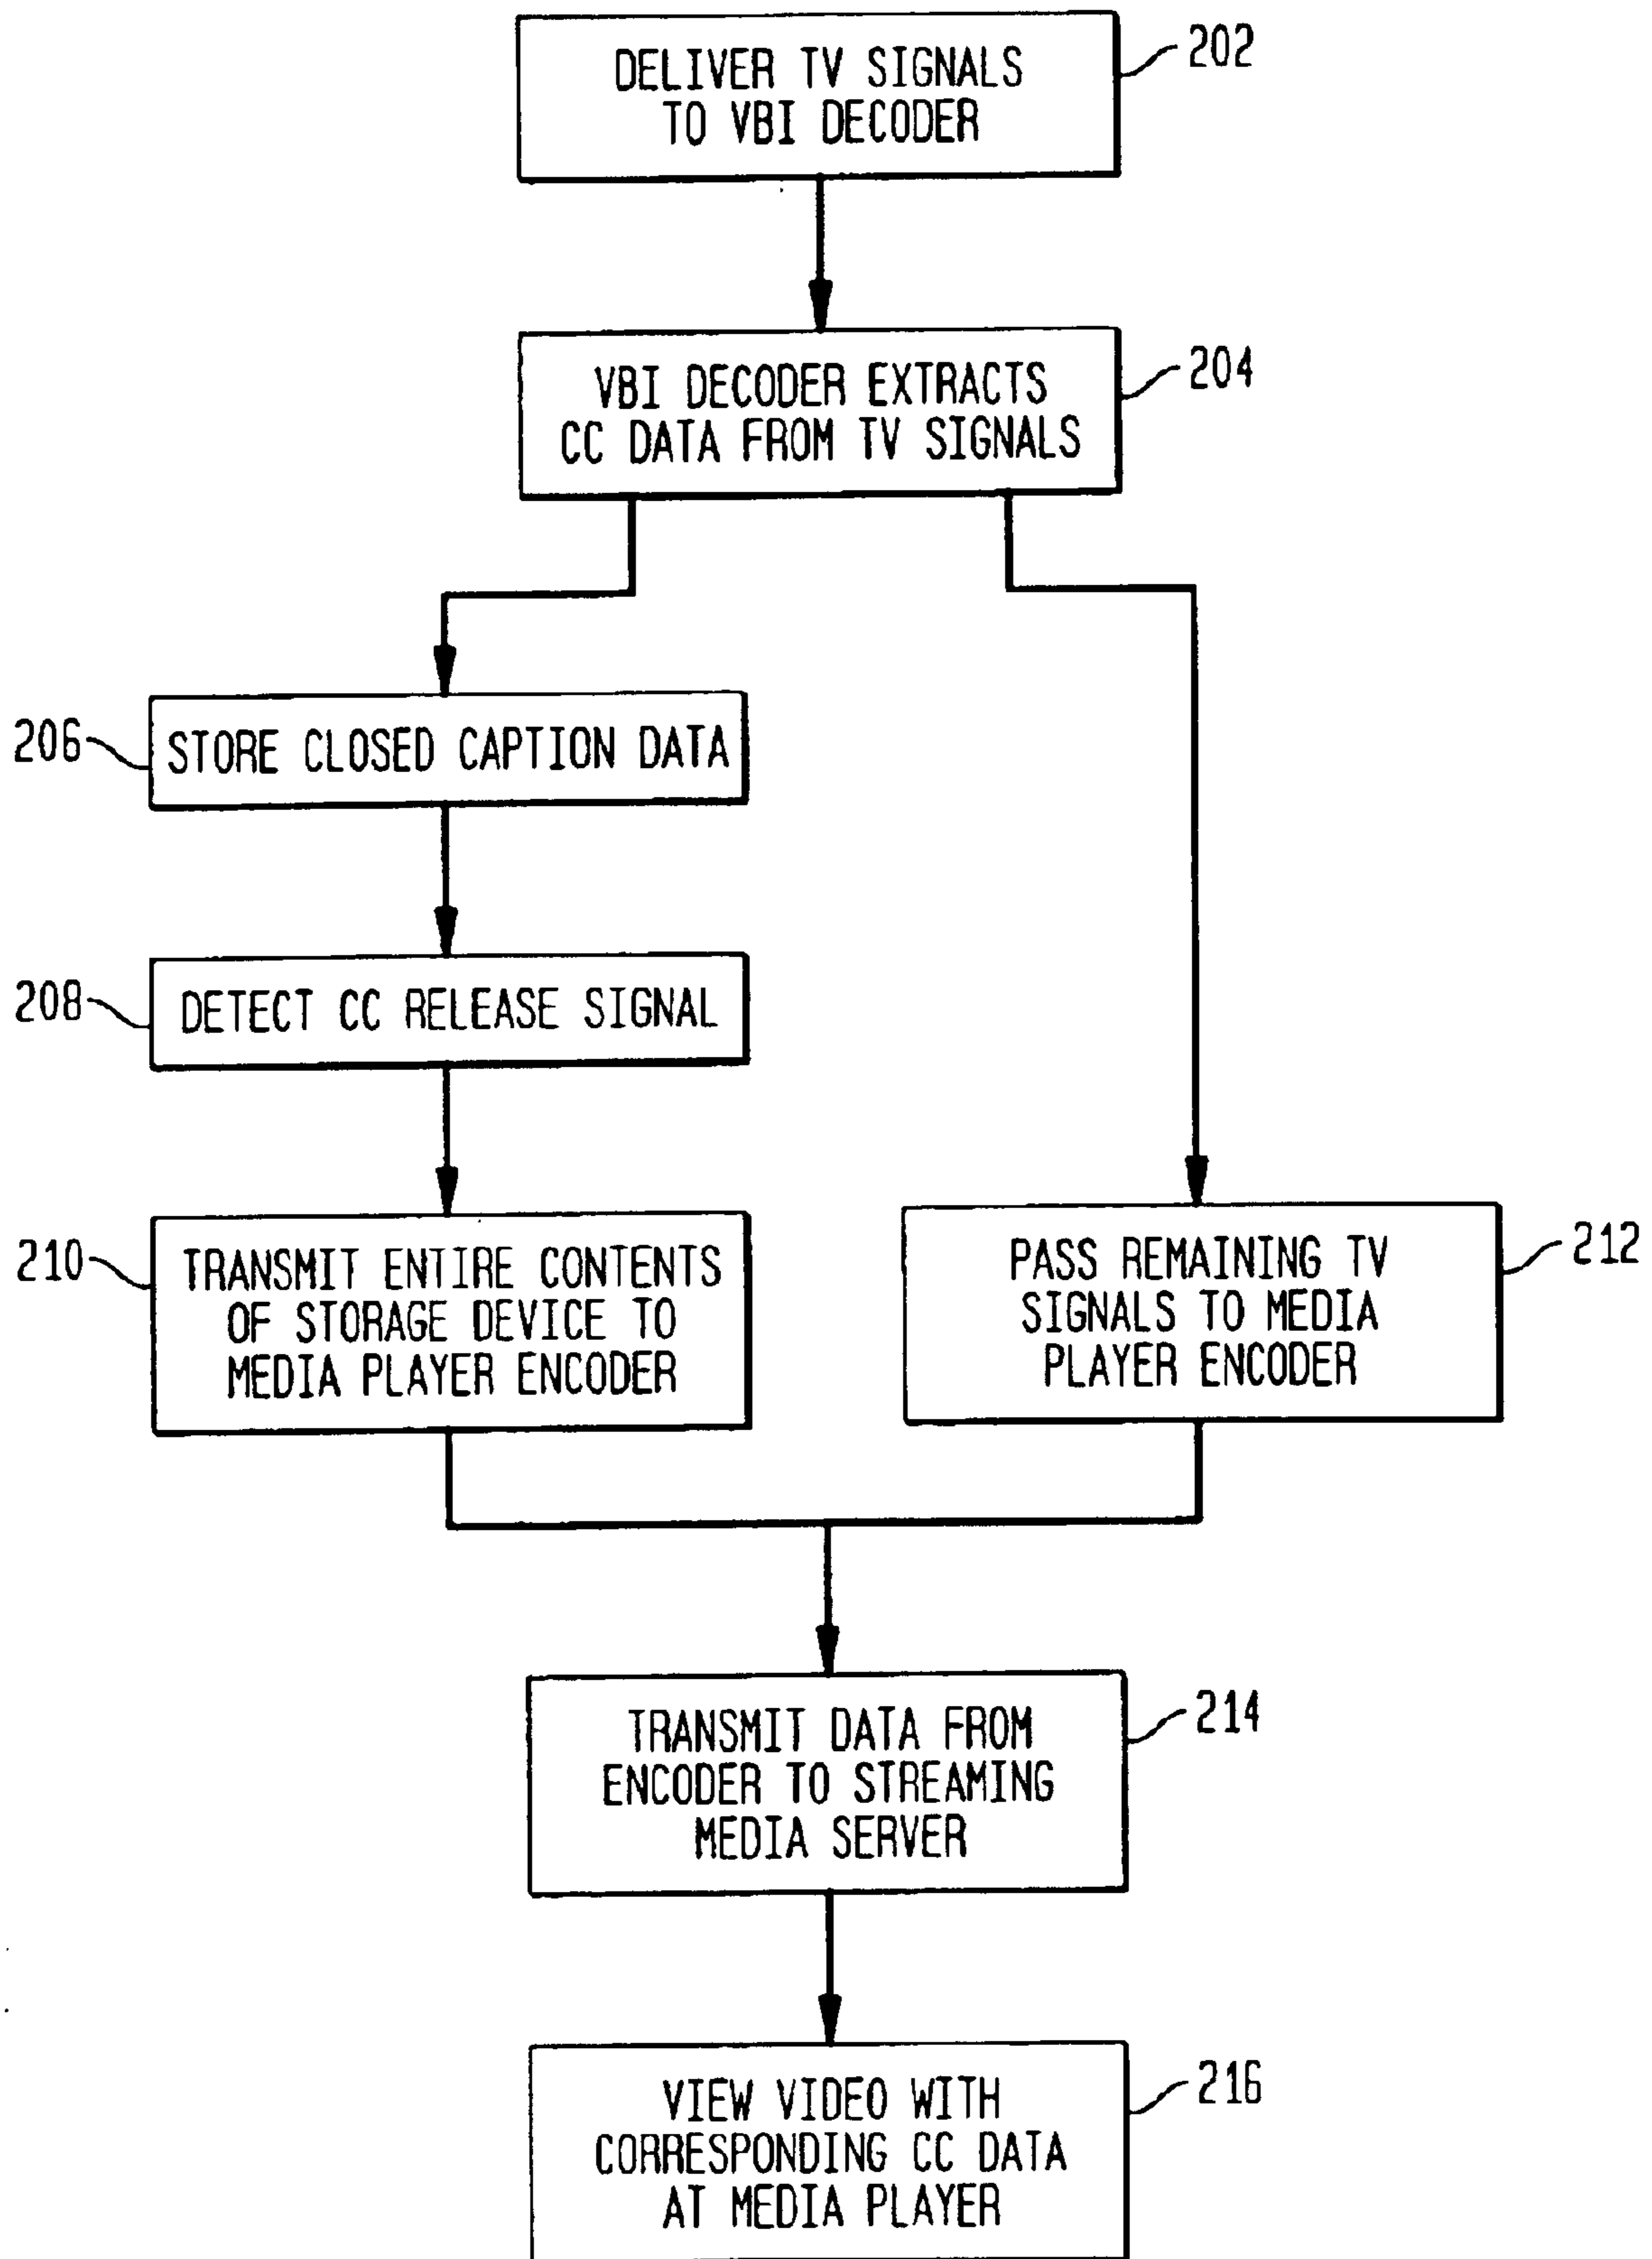 DELIVER TV SIGNALS
TO VBI DECODER
202
VBI DECODER EXTRACTS
CC DATA FROM TV SIGNALS
204
206
STORE CLOSED CAPTION DATA
208
DETECT CC RELEASE SIGNAL
210
TRANSMIT ENTIRE CONTENTS
OF STORAGE DEVICE TO
MEDIA PLAYER ENCODER
PASS REMAINING TV
SIGNALS TO MEDIA
PLAYER ENCODER
212
TRANSMIT DATA FROM
ENCODER TO STREAMING
MEDIA SERVER
214
VIEW VIDEO WITH
CORRESPONDING CC DATA
AT MEDIA PLAYER
216